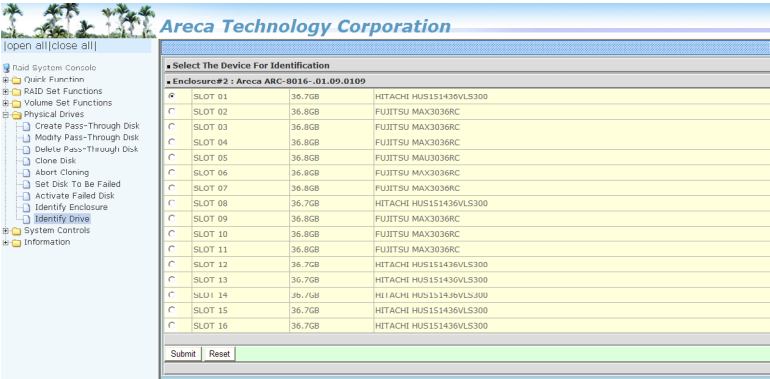 Areca Technology Corporation
|open all|close all|
Raid System Console
Quick Function
RAID Set Functions
Volume Set Functions
Physical Drives
Create Pass-Through Disk
Modify Pass-Through Disk
Delete Pass-Through Disk
Clone Disk
Abort Cloning
Set Disk To Be Failed
Activate Failed Disk
Identify Enclosure
Identify Drive
System Controls
Information
Select The Device For Identification
Enclosure#2 : Areca ARC-8016-.01.09.0109
SLOT 01 36.7GB HITACHI HUS151436VLS300
SLOT 02 36.8GB FUJITSU MAX3036RC
SLOT 03 36.8GB FUJITSU MAX3036RC
SLOT 04 36.8GB FUJITSU MAX3036RC
SLOT 05 36.8GB FUJITSU MAU3036RC
SLOT 06 36.8GB FUJITSU MAX3036RC
SLOT 07 36.8GB FUJITSU MAX3036RC
SLOT 08 36.7GB HITACHI HUS151436VLS300
SLOT 09 36.8GB FUJITSU MAX3036RC
SLOT 10 36.8GB FUJITSU MAX3036RC
SLOT 11 36.8GB FUJITSU MAX3036RC
SLOT 12 36.7GB HITACHI HUS151436VLS300
SLOT 13 36.7GB HITACHI HUS151436VLS300
SLOT 14 36.7GB HITACHI HUS151436VLS300
SLOT 15 36.7GB HITACHI HUS151436VLS300
SLOT 16 36.7GB HITACHI HUS151436VLS300
Submit Reset